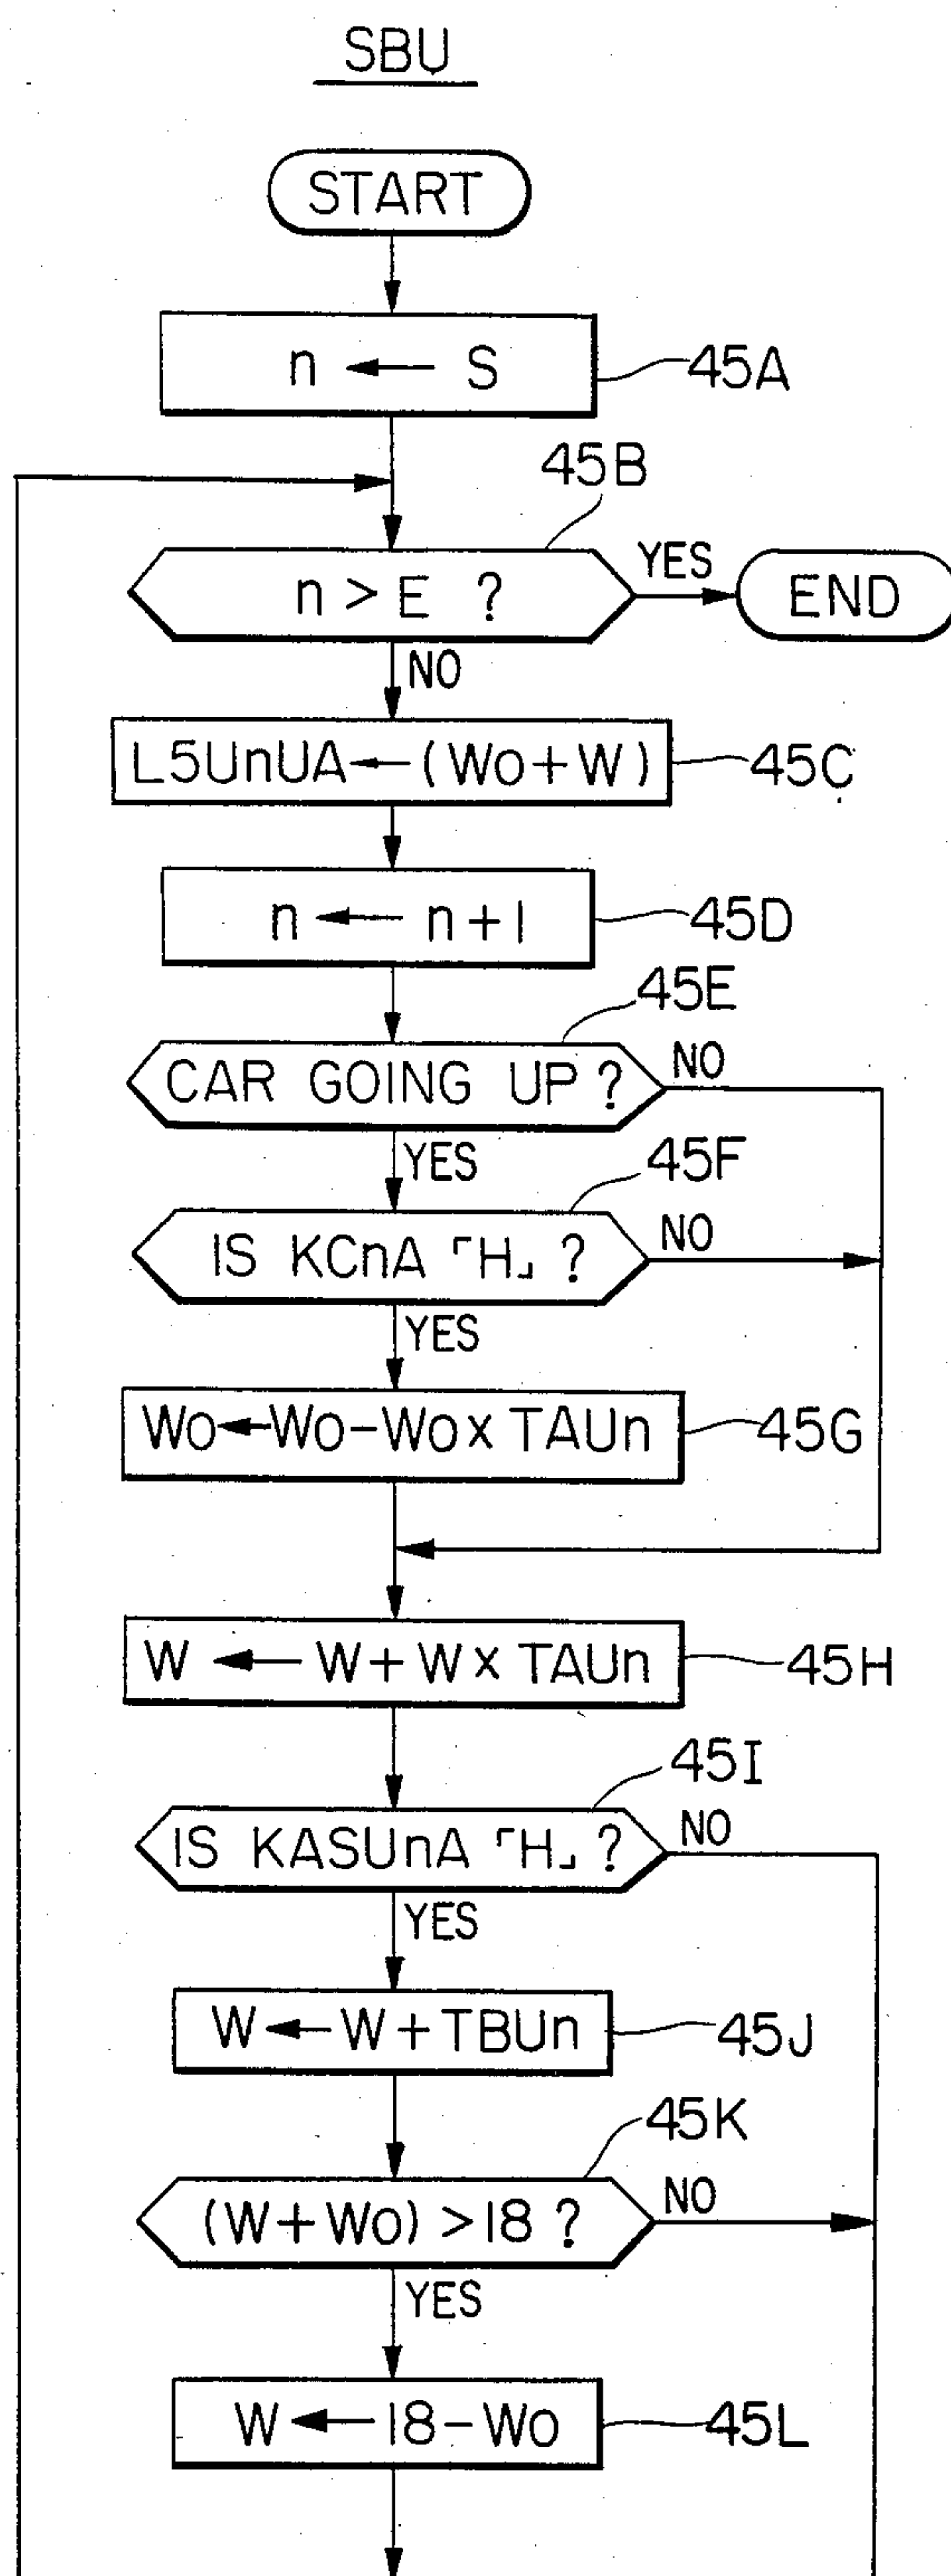 SBU
START
n ← S
45A
45B
n > E ?
YES
END
NO
L5UnUA ← (Wo + W)
45C
n ← n + 1
45D
45E
CAR GOING UP ?
NO
YES
45F
IS KCnA 「H」 ?
NO
YES
Wo ← Wo - Wo x TAUn
45G
W ← W + W x TAUn
45H
45I
IS KASUnA 「H」 ?
NO
YES
W ← W + TBUn
45J
45K
(W + Wo) > 18 ?
NO
YES
W ← 18 - Wo
45L